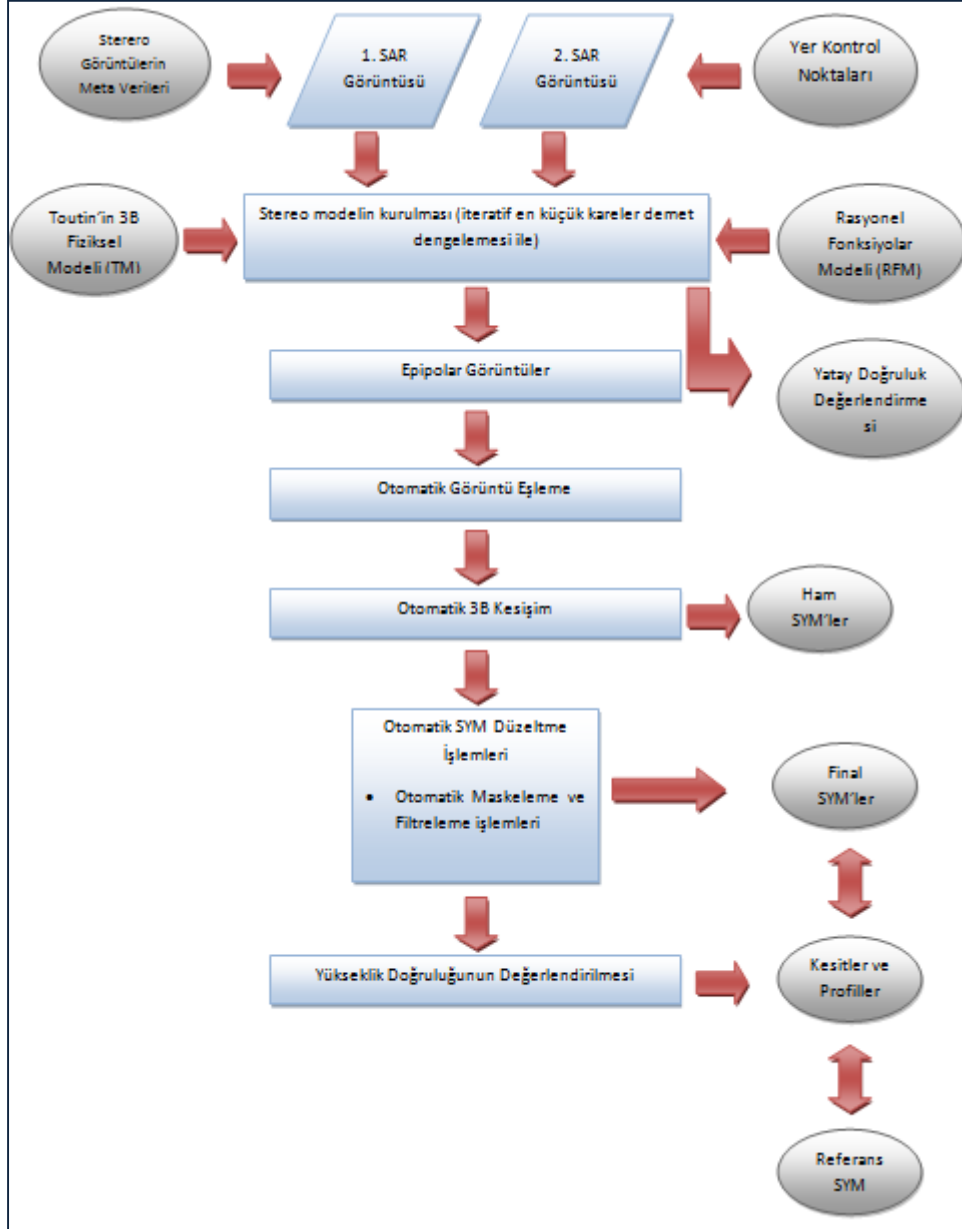 Sterero
Görüntülerin
Meta Verileri
1. SAR
Görüntüsü
2. SAR
Görüntüsü
Yer Kontrol
Noktaları
Toutin'in 3B
Fiziksel
Modeli (TM)
Stereo modelin kurulması (iteratif en küçük kareler demet
dengelemesi ile)
Rasyonel
Fonksiyolar
Modeli (RFM)
Epipolar Görüntüler
Yatay Doğruluk
Değerlendirme
si
Otomatik Görüntü Eşleme
Otomatik 3B Kesişim
Ham
SYM'ler
Otomatik SYM Düzeltme
İşlemleri
• Otomatik Maskeleme ve
Filtreleme işlemleri
Final
SYM'ler
Yükseklik Doğruluğunun Değerlendirilmesi
Kesitler ve
Profiller
Referans
SYM